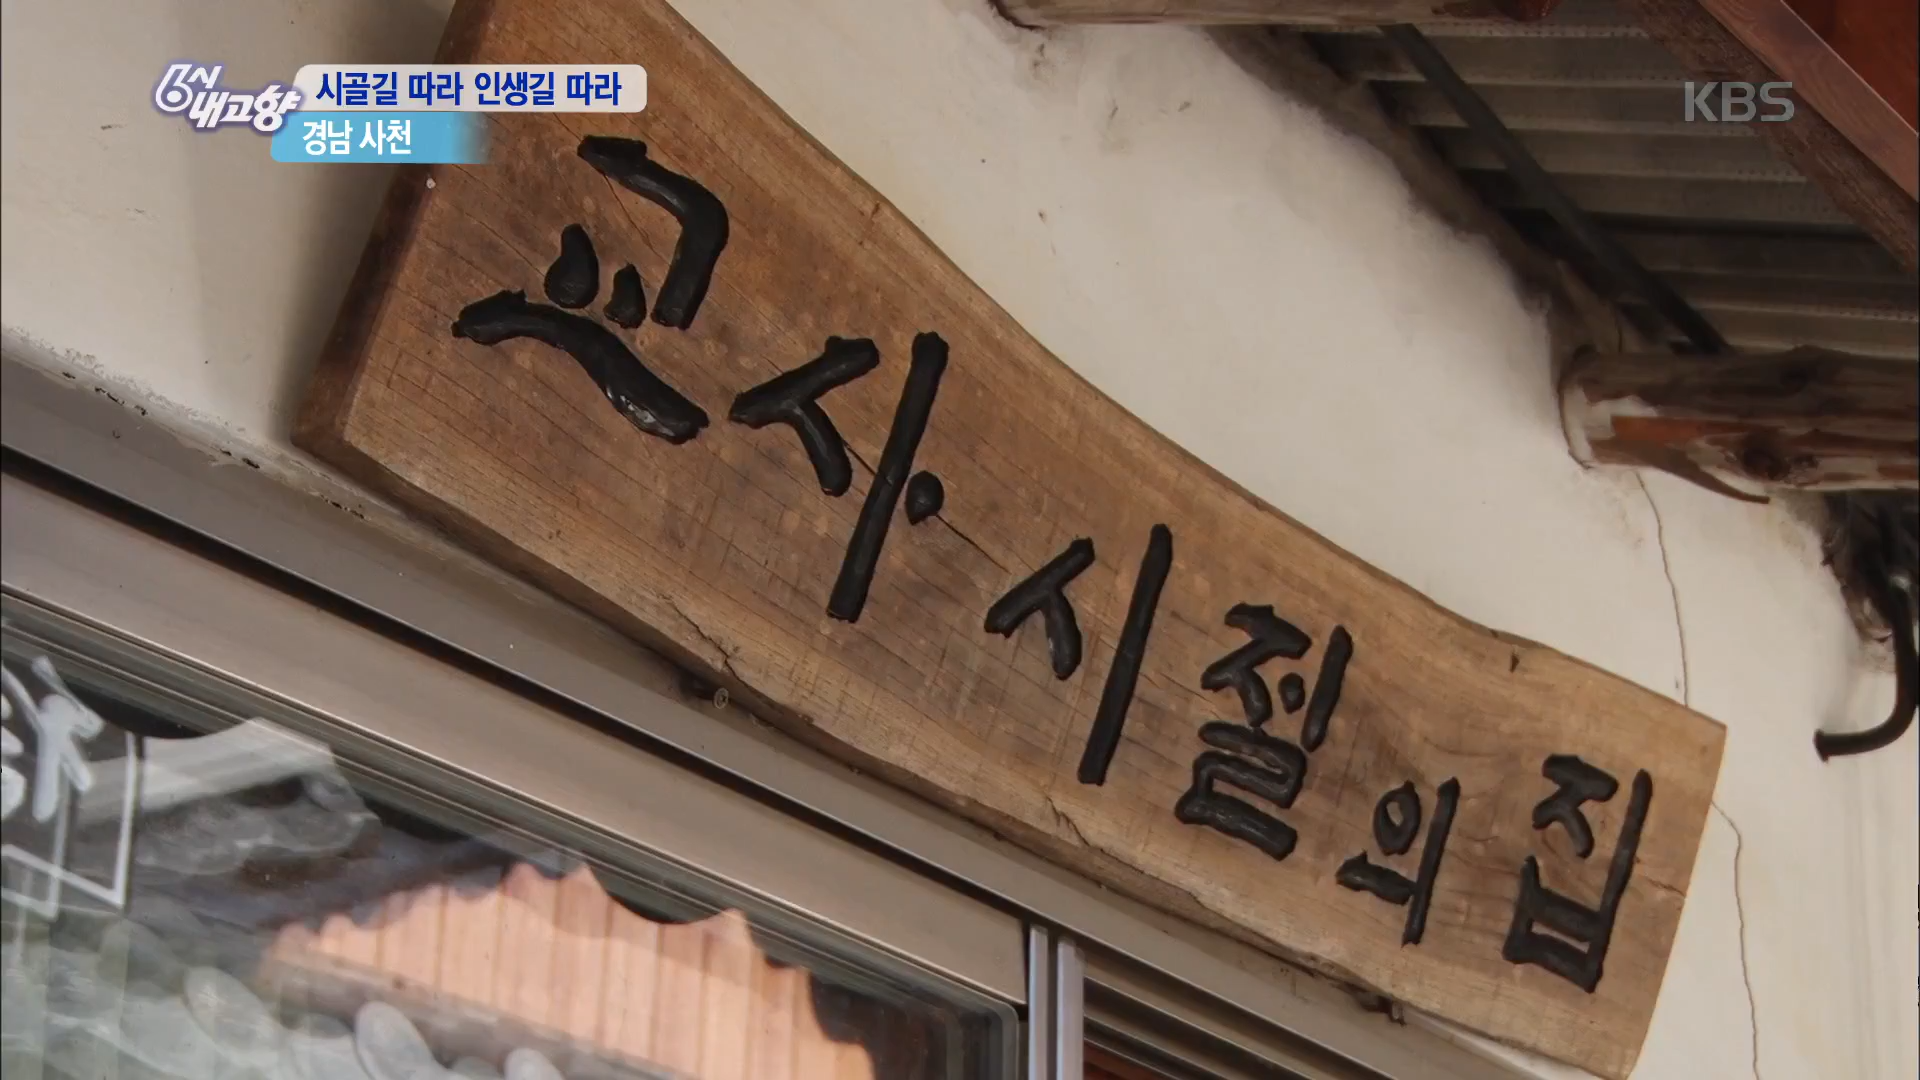 6시 내고향
시골길 따라 인생길 따라
경남 사천
KBS
교사 시절의 집